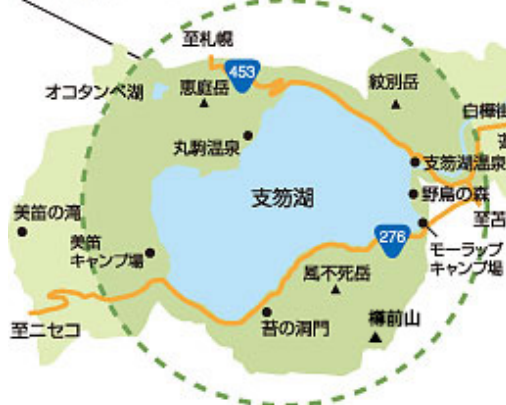 至札幌
453
オコタンペ湖
恵庭岳
紋別岳
白樺街
丸駒温泉
支笏湖温泉
支笏湖
野鳥の森
美笛の滝
至苫
276
美笛
キャンプ場
モーラップ
キャンプ場
風不死岳
苔の洞門
樽前山
至ニセコ